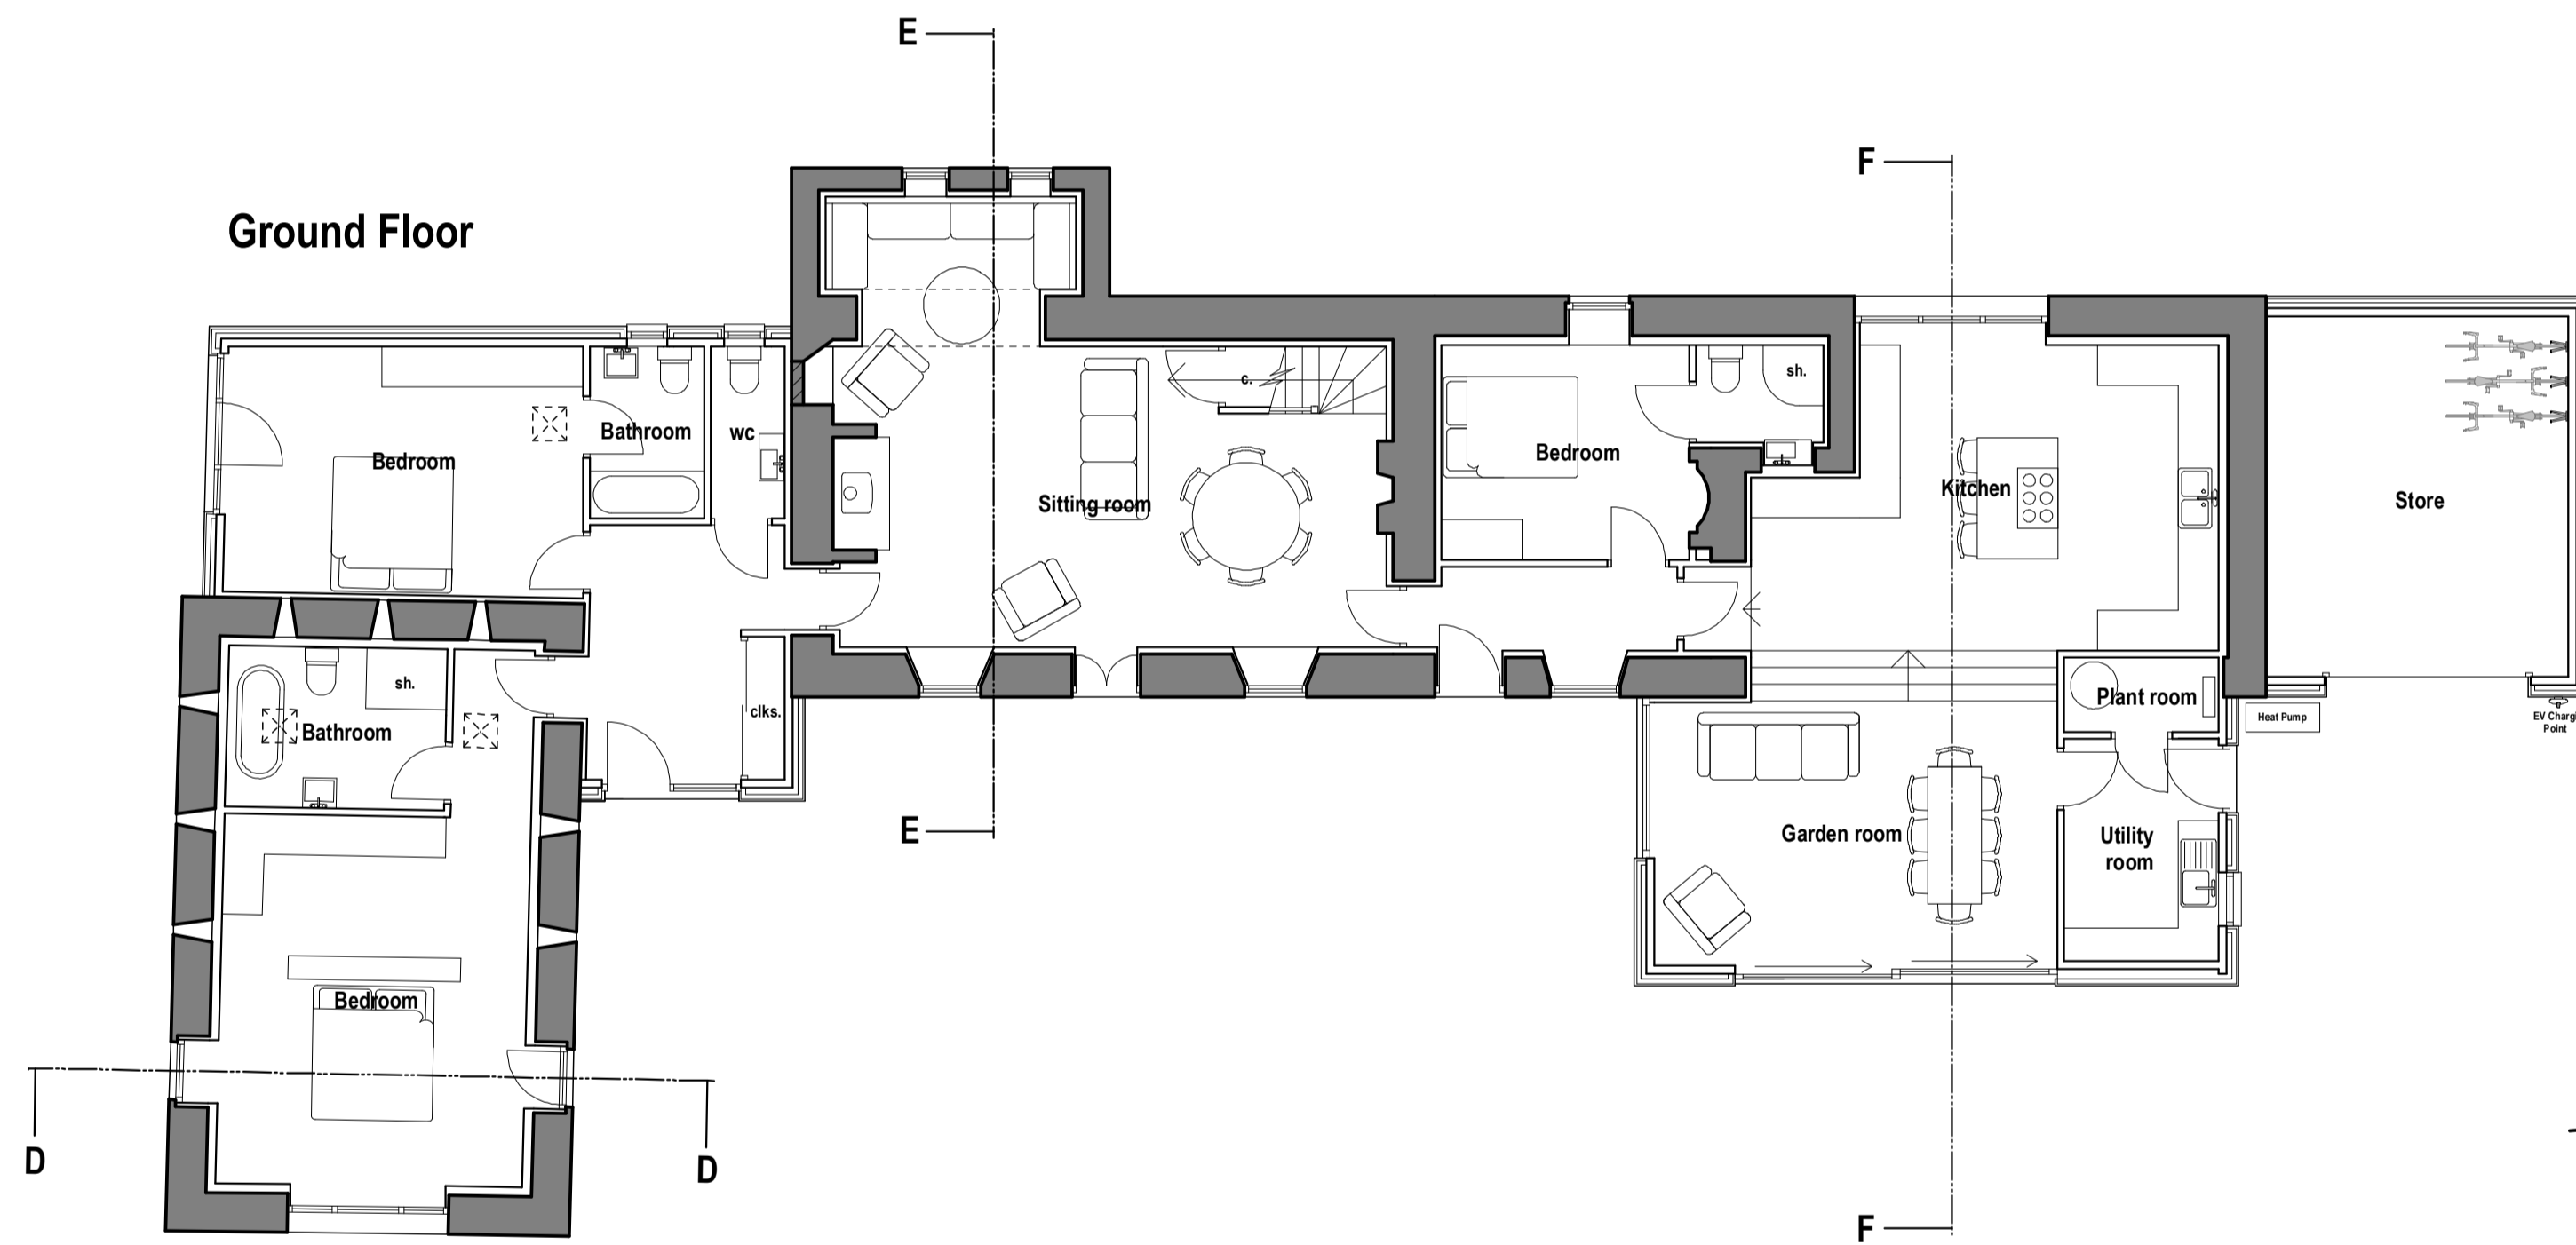 E
F
Ground Floor
c.
sh.
Bathroom
wc
Bedroom
Bedroom
Sitting room
Kitchen
Store
sh.
Bathroom
clks.
Plant room
Heat Pump
EV Chargi
Point
E
Garden room
Utility
room
Bedroom
D
D
F